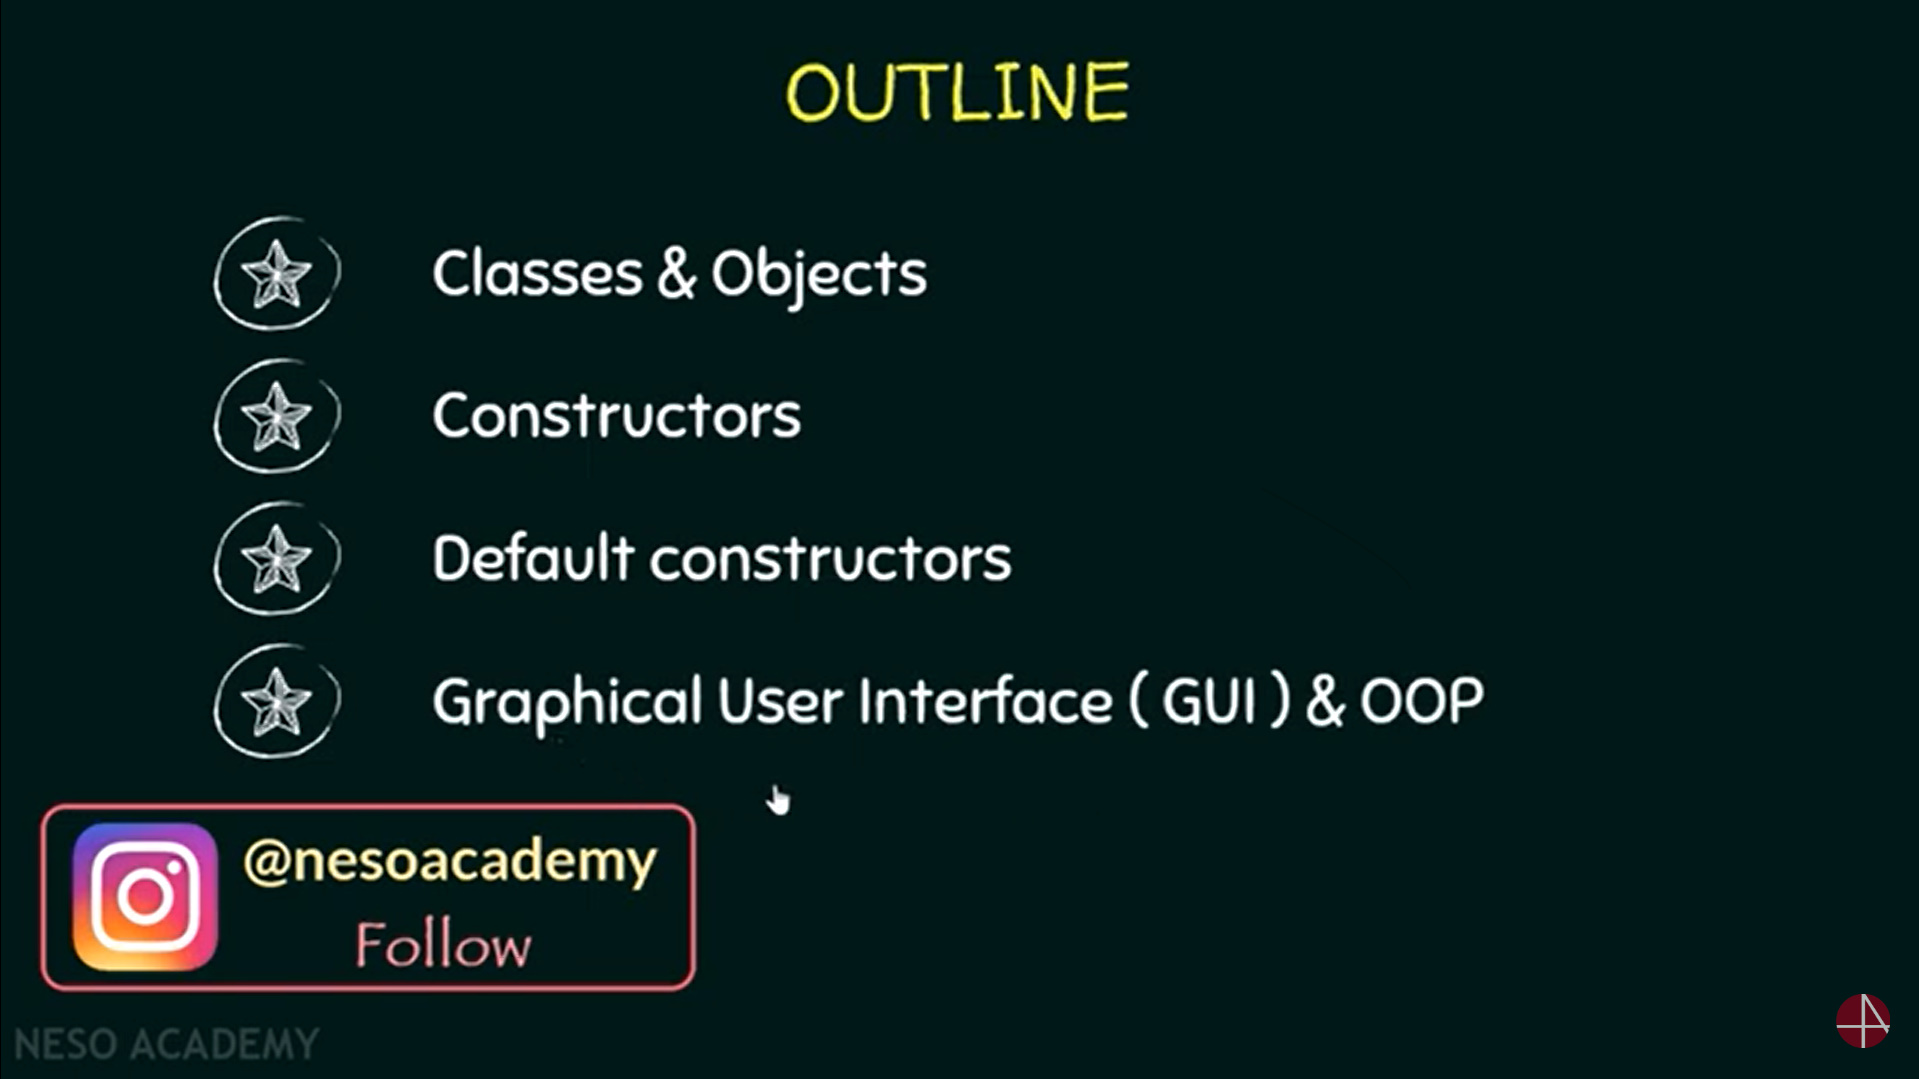 OUTLINE
Classes & Objects
Constructors
Default constructors
Graphical User Interface ( GUI ) & OOP
@nesoacademy
Follow
NESO ACADEMY